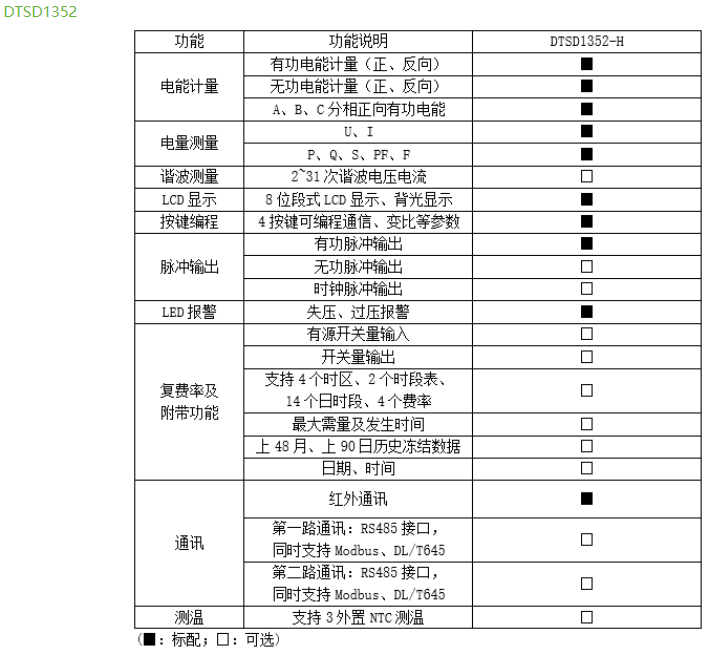 DTSD1352
功能 功能说明 DTSD1352-H
电能计量 有功电能计量（正、反向） ■
无功电能计量（正、反向） ■
A、B、C 分相正向有功电能 ■
电量测量 U、I ■
P、Q、S、PF、F ■
谐波测量 2~31 次谐波电压电流 □
LCD 显示 8 位段式 LCD 显示、背光显示 ■
按键编程 4 按键可编程通信、变比等参数 ■
脉冲输出 有功脉冲输出 ■
无功脉冲输出 □
时钟脉冲输出 □
LED 报警 失压、过压报警 ■
复费率及
附带功能
有源开关量输入 □
开关量输出 □
支持 4 个时区、2 个时段表、
14 个日时段、4 个费率 □
最大需量及发生时间 □
上 48 月、上 90 日历史冻结数据 □
日期、时间 □
通讯 红外通讯 ■
第一路通讯：RS485 接口，
同时支持 Modbus、DL/T645 □
第二路通讯：RS485 接口，
同时支持 Modbus、DL/T645 □
测温 支持 3 外置 NTC 测温 □
(■：标配；□：可选)